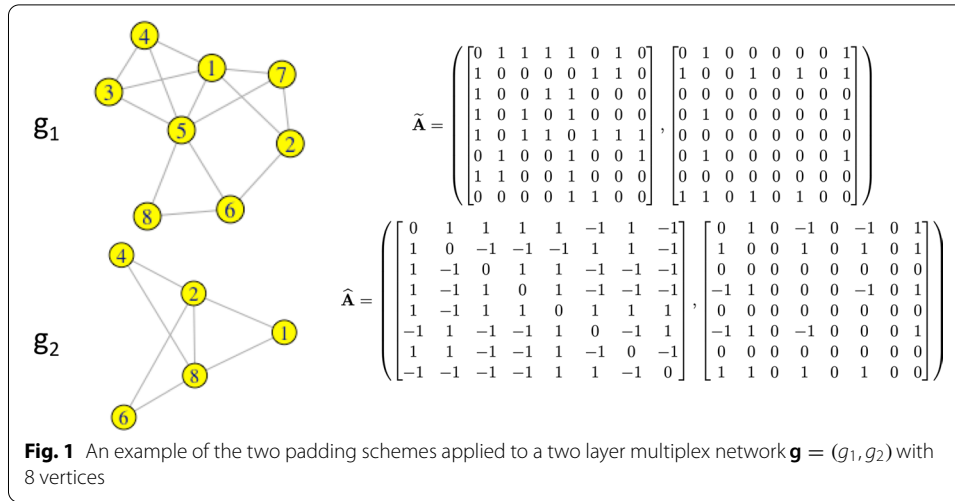 4
1
7
3
g1
5
2
8
6
Ã = ( [ 0 1 1 1 1 0 1 0 ] , [ 0 1 0 0 0 0 0 1 ] )
1 0 0 0 0 1 1 0   1 0 0 1 0 1 0 1
1 0 0 1 1 0 0 0   0 0 0 0 0 0 0 0
1 0 1 0 1 0 0 0   0 1 0 0 0 0 0 1
1 0 1 1 0 1 1 1   0 0 0 0 0 0 0 0
0 1 0 0 1 0 0 1   0 1 0 0 0 0 0 1
1 1 0 0 1 0 0 0   0 0 0 0 0 0 0 0
0 0 0 0 1 1 0 0   1 1 0 1 0 1 0 0
4
2
1
g2
8
6
Â = ( [ 0 1 1 1 1 −1 1 −1 ] , [ 0 1 0 −1 0 −1 0 1 ] )
1 0 −1 −1 −1 1 1 −1   1 0 0 1 0 1 0 1
1 −1 0 1 1 −1 −1 −1   0 0 0 0 0 0 0 0
1 −1 1 0 1 −1 −1 −1   −1 1 0 0 0 −1 0 1
1 −1 1 1 0 1 1 1   0 0 0 0 0 0 0 0
−1 1 −1 −1 1 0 −1 1   −1 1 0 −1 0 0 0 1
1 1 −1 −1 1 −1 0 −1   0 0 0 0 0 0 0 0
−1 −1 −1 −1 1 1 −1 0   1 1 0 1 0 1 0 0
Fig. 1 An example of the two padding schemes applied to a two layer multiplex network g = (g1, g2) with
8 vertices